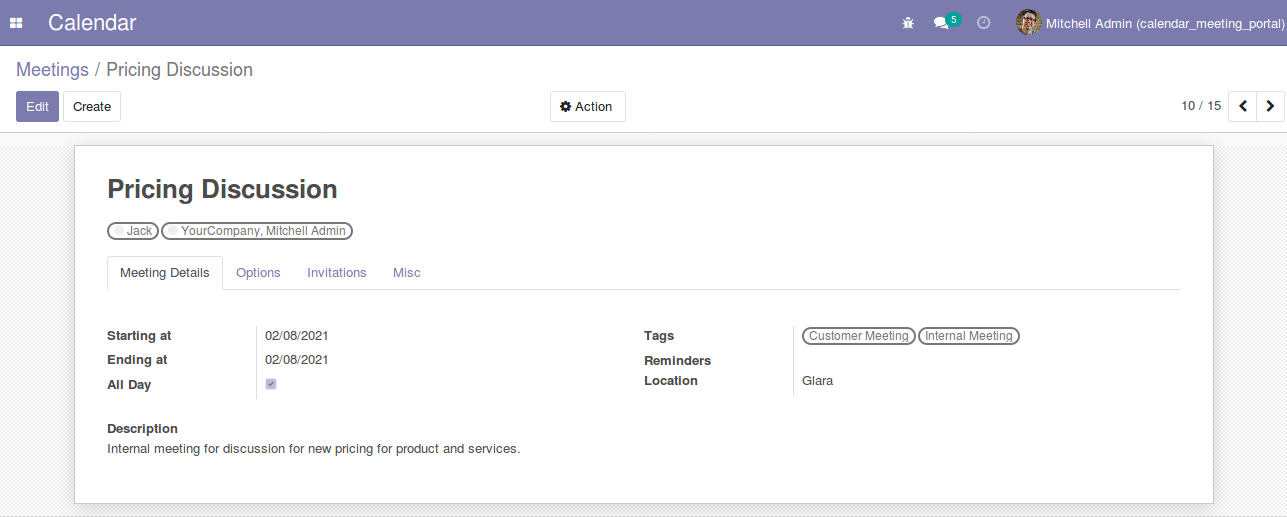 Calendar 5 Mitchell Admin (calendar_meeting_portal)
Meetings / Pricing Discussion
Edit Create Action 10 / 15
Pricing Discussion
Jack YourCompany, Mitchell Admin
Meeting Details Options Invitations Misc
Starting at 02/08/2021 Tags Customer Meeting Internal Meeting
Ending at 02/08/2021 Reminders
All Day Location Glara
Description
Internal meeting for discussion for new pricing for product and services.